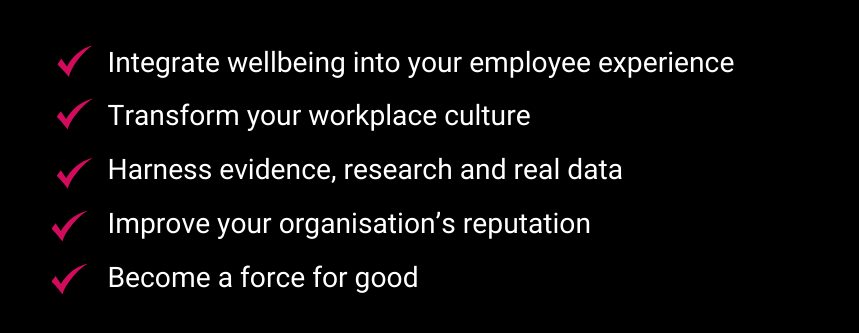 Integrate wellbeing into your employee experience
Transform your workplace culture
Harness evidence, research and real data
Improve your organisation’s reputation
Become a force for good